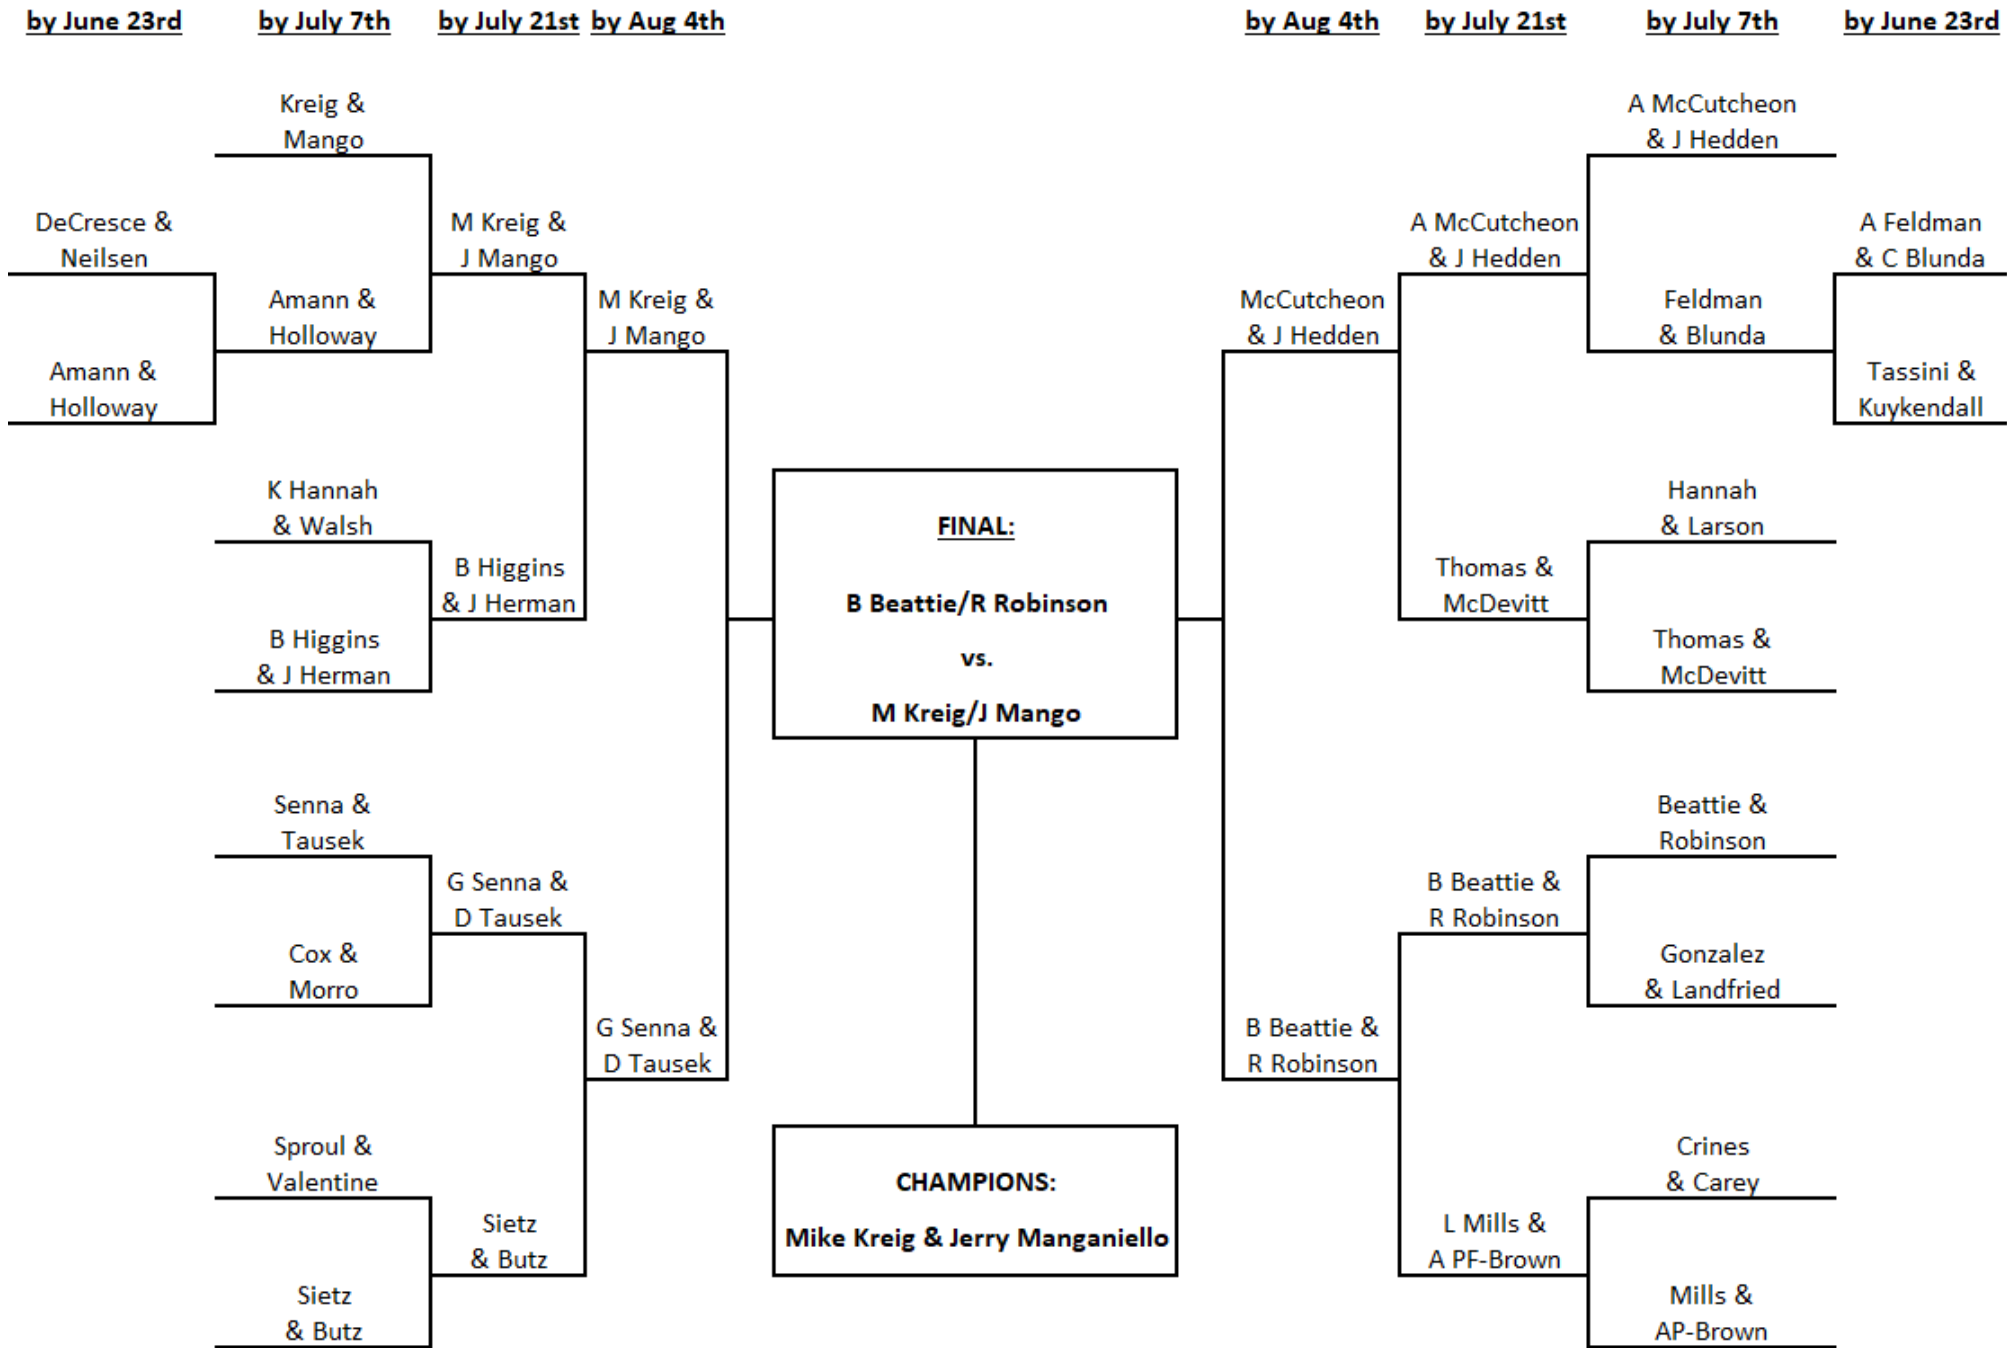 by June 23rd
by July 7th
by July 21st
by Aug 4th
by Aug 4th
by July 21st
by July 7th
by June 23rd
DeCresce &
Neilsen
Amann &
Holloway
Kreig &
Mango
Amann &
Holloway
K Hannah
& Walsh
B Higgins
& J Herman
Senna &
Tausek
Cox &
Morro
Sproul &
Valentine
Sietz
& Butz
M Kreig &
J Mango
B Higgins
& J Herman
G Senna &
D Tausek
Sietz
& Butz
M Kreig &
J Mango
G Senna &
D Tausek
FINAL:
B Beattie/R Robinson
vs.
M Kreig/J Mango
CHAMPIONS:
Mike Kreig & Jerry Manganiello
McCutcheon
& J Hedden
B Beattie &
R Robinson
A McCutcheon
& J Hedden
Thomas &
McDevitt
B Beattie &
R Robinson
L Mills &
A PF-Brown
A McCutcheon
& J Hedden
Feldman
& Blunda
Hannah
& Larson
Thomas &
McDevitt
Beattie &
Robinson
Gonzalez
& Landfried
Crines
& Carey
Mills &
AP-Brown
A Feldman
& C Blunda
Tassini &
Kuykendall